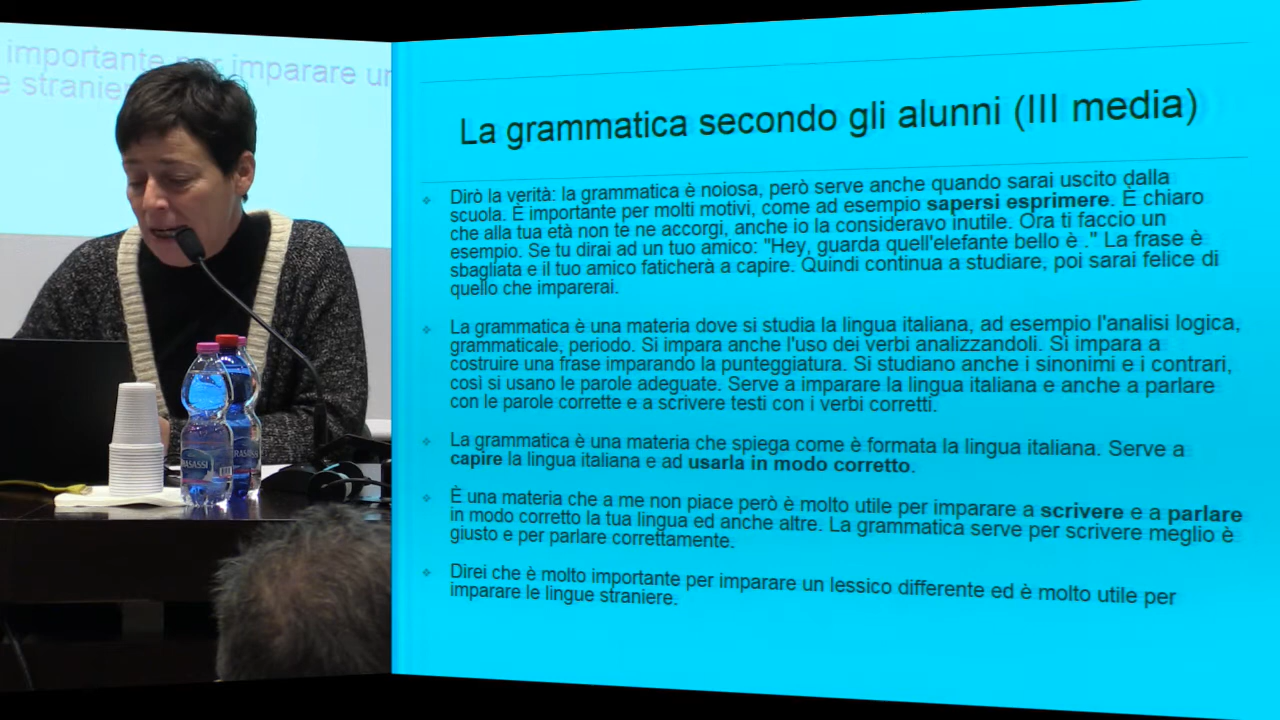 importante per imparare un
e straniere
RASASSI
La grammatica secondo gli alunni (III media)
Dirò la verità: la grammatica è noiosa, però serve anche quando sarai uscito dalla
scuola. È importante per molti motivi, come ad esempio sapersi esprimere. È chiaro
che alla tua età non te ne accorgi, anche io la consideravo inutile. Ora ti faccio un
esempio. Se tu dirai ad un tuo amico: "Hey, guarda quell'elefante bello è ." La frase è
sbagliata e il tuo amico faticherà a capire. Quindi continua a studiare, poi sarai felice di
quello che imparerai.
La grammatica è una materia dove si studia la lingua italiana, ad esempio l'analisi logica,
grammaticale, periodo. Si impara anche l'uso dei verbi analizzandoli. Si impara a
costruire una frase imparando la punteggiatura. Si studiano anche i sinonimi e i contrari,
così si usano le parole adeguate. Serve a imparare la lingua italiana e anche a parlare
con le parole corrette e a scrivere testi con i verbi corretti.
La grammatica è una materia che spiega come è formata la lingua italiana. Serve a
capire la lingua italiana e ad usarla in modo corretto.
È una materia che a me non piace però è molto utile per imparare a scrivere e a parlare
in modo corretto la tua lingua ed anche altre. La grammatica serve per scrivere meglio è
giusto e per parlare correttamente.
Direi che è molto importante per imparare un lessico differente ed è molto utile per
imparare le lingue straniere.